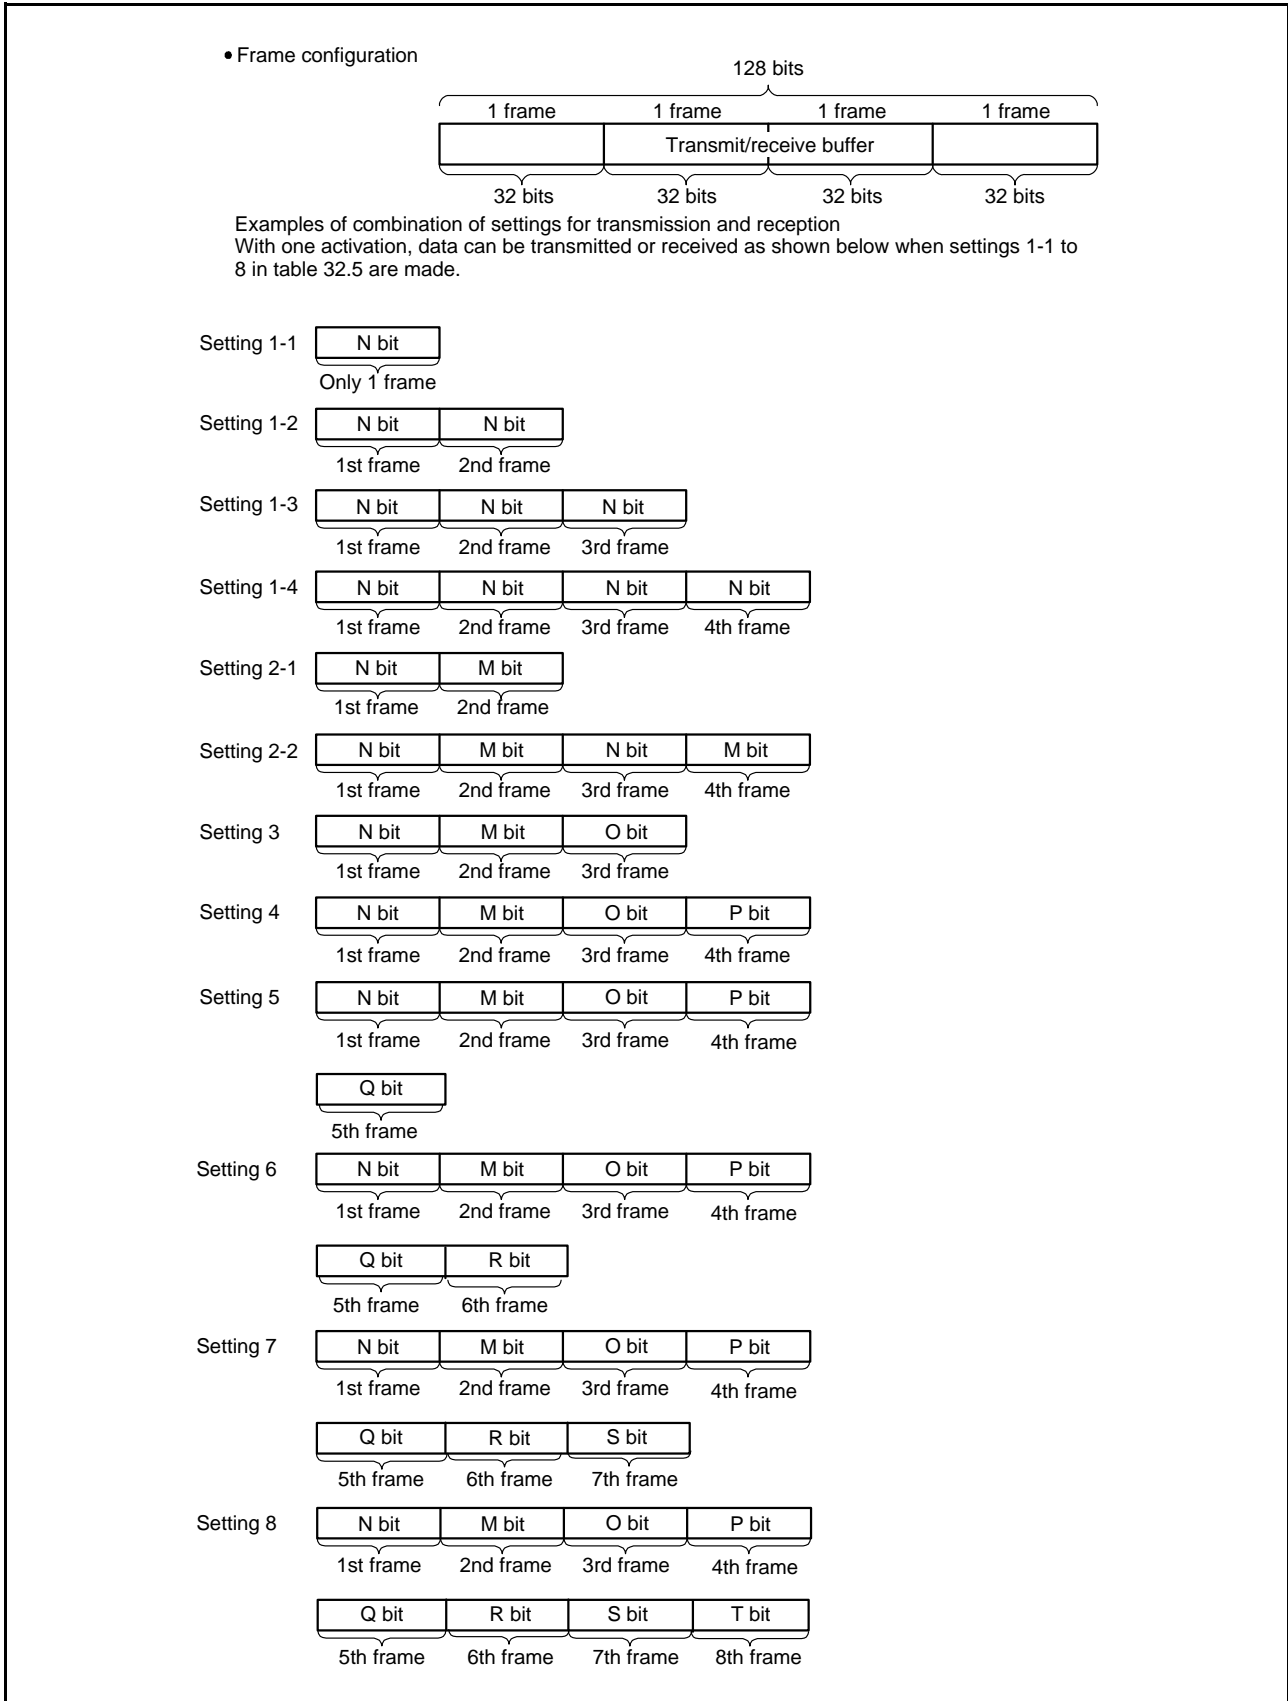 • Frame configuration
128 bits
1 frame 1 frame 1 frame 1 frame
Transmit/receive buffer
32 bits 32 bits 32 bits 32 bits
Examples of combination of settings for transmission and reception
With one activation, data can be transmitted or received as shown below when settings 1-1 to
8 in table 32.5 are made.
Setting 1-1 N bit
Only 1 frame
Setting 1-2 N bit N bit
1st frame 2nd frame
Setting 1-3 N bit N bit N bit
1st frame 2nd frame 3rd frame
Setting 1-4 N bit N bit N bit N bit
1st frame 2nd frame 3rd frame 4th frame
Setting 2-1 N bit M bit
1st frame 2nd frame
Setting 2-2 N bit M bit N bit M bit
1st frame 2nd frame 3rd frame 4th frame
Setting 3 N bit M bit O bit
1st frame 2nd frame 3rd frame
Setting 4 N bit M bit O bit P bit
1st frame 2nd frame 3rd frame 4th frame
Setting 5 N bit M bit O bit P bit
1st frame 2nd frame 3rd frame 4th frame
Q bit
5th frame
Setting 6 N bit M bit O bit P bit
1st frame 2nd frame 3rd frame 4th frame
Q bit R bit
5th frame 6th frame
Setting 7 N bit M bit O bit P bit
1st frame 2nd frame 3rd frame 4th frame
Q bit R bit S bit
5th frame 6th frame 7th frame
Setting 8 N bit M bit O bit P bit
1st frame 2nd frame 3rd frame 4th frame
Q bit R bit S bit T bit
5th frame 6th frame 7th frame 8th frame